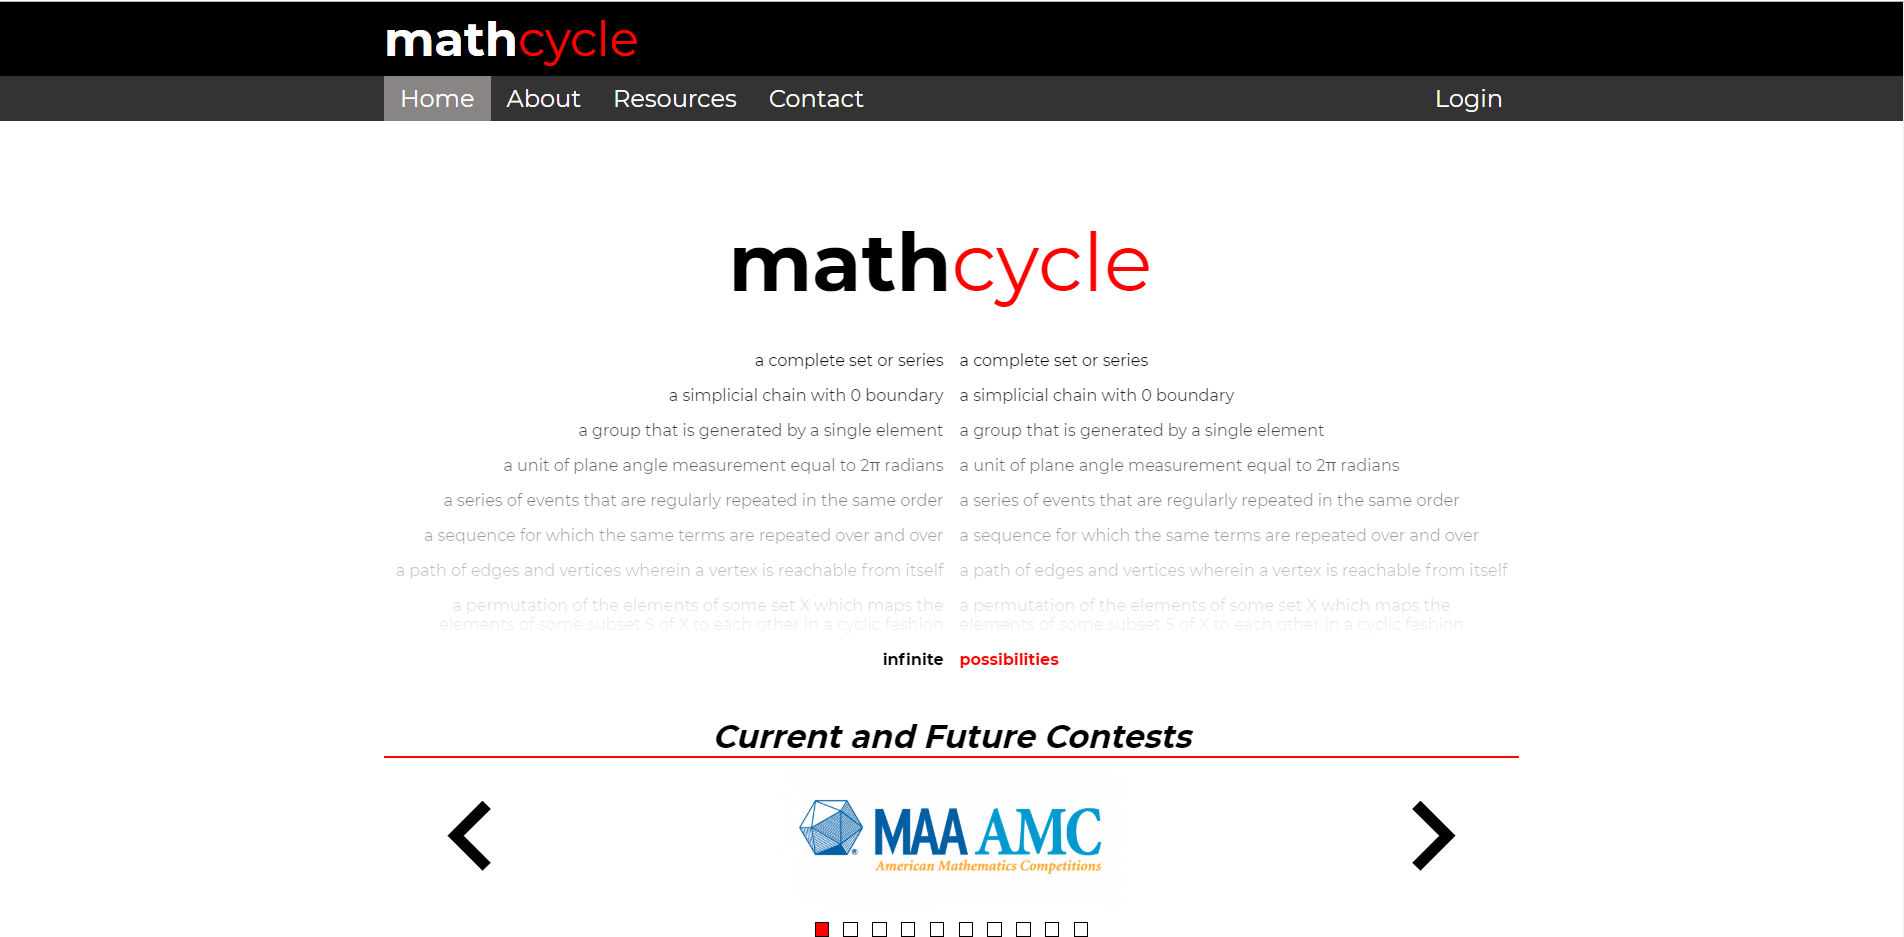 mathcycle
Home About Resources Contact Login
mathcycle
a complete set or series a complete set or series
a simplicial chain with 0 boundary a simplicial chain with 0 boundary
a group that is generated by a single element a group that is generated by a single element
a unit of plane angle measurement equal to 2π radians a unit of plane angle measurement equal to 2π radians
a series of events that are regularly repeated in the same order a series of events that are regularly repeated in the same order
a sequence for which the same terms are repeated over and over a sequence for which the same terms are repeated over and over
a path of edges and vertices wherein a vertex is reachable from itself a path of edges and vertices wherein a vertex is reachable from itself
a permutation of the elements of some set X which maps the a permutation of the elements of some set X which maps the
elements of some subset S of X to each other in a cyclic fashion elements of some subset S of X to each other in a cyclic fashion
infinite possibilities
Current and Future Contests
® MAA AMC
American Mathematics Competitions